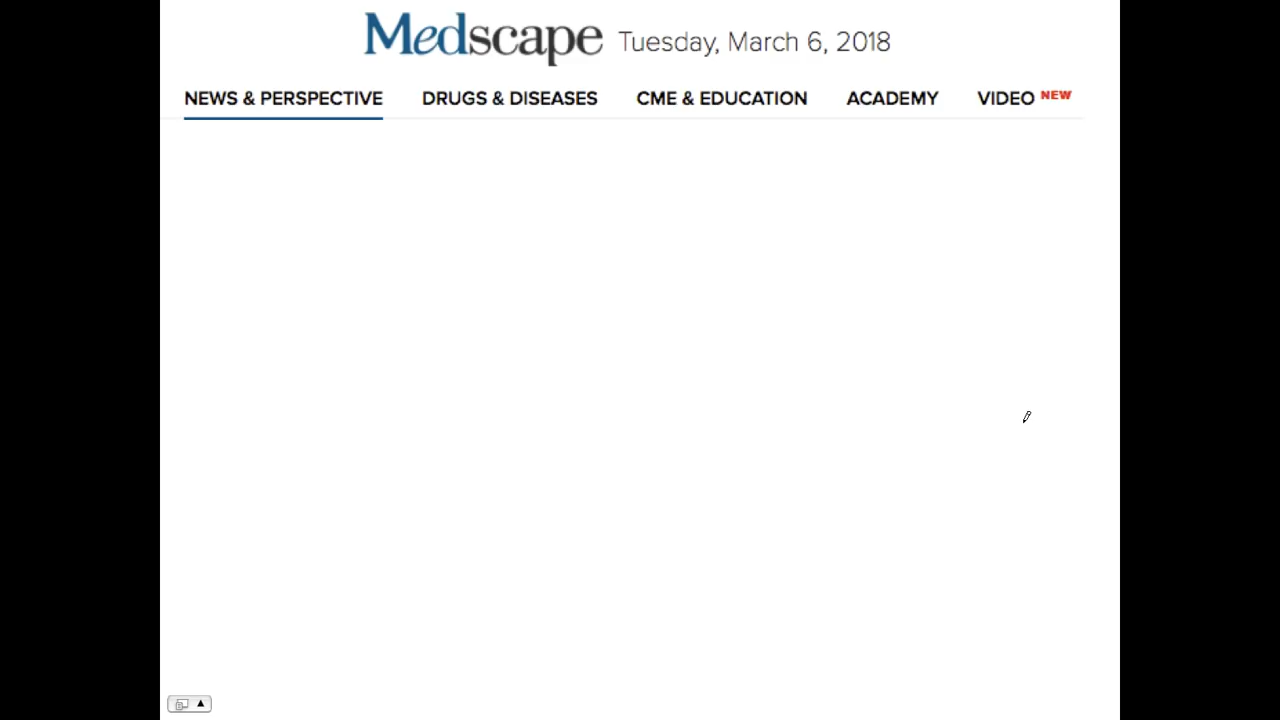 Medscape Tuesday, March 6, 2018
NEWS & PERSPECTIVE DRUGS & DISEASES CME & EDUCATION ACADEMY VIDEO NEW